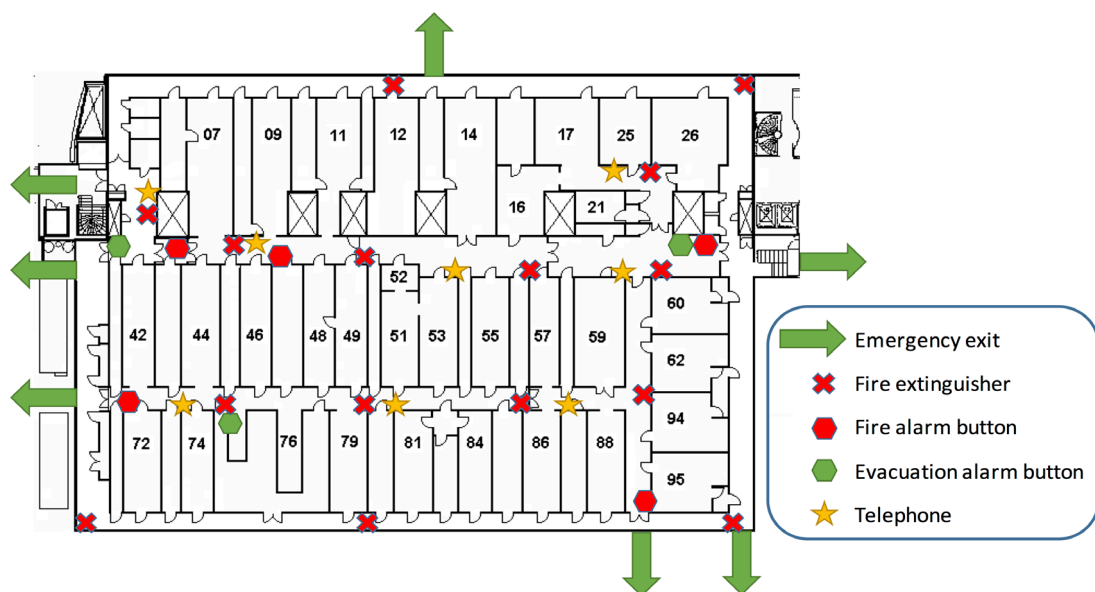 07 09 11 12 14 17 25 26
16 21
52
42 44 46 48 49 51 53 55 57 59 60
62
72 74 76 79 81 84 86 88 94
95
Emergency exit
Fire extinguisher
Fire alarm button
Evacuation alarm button
Telephone